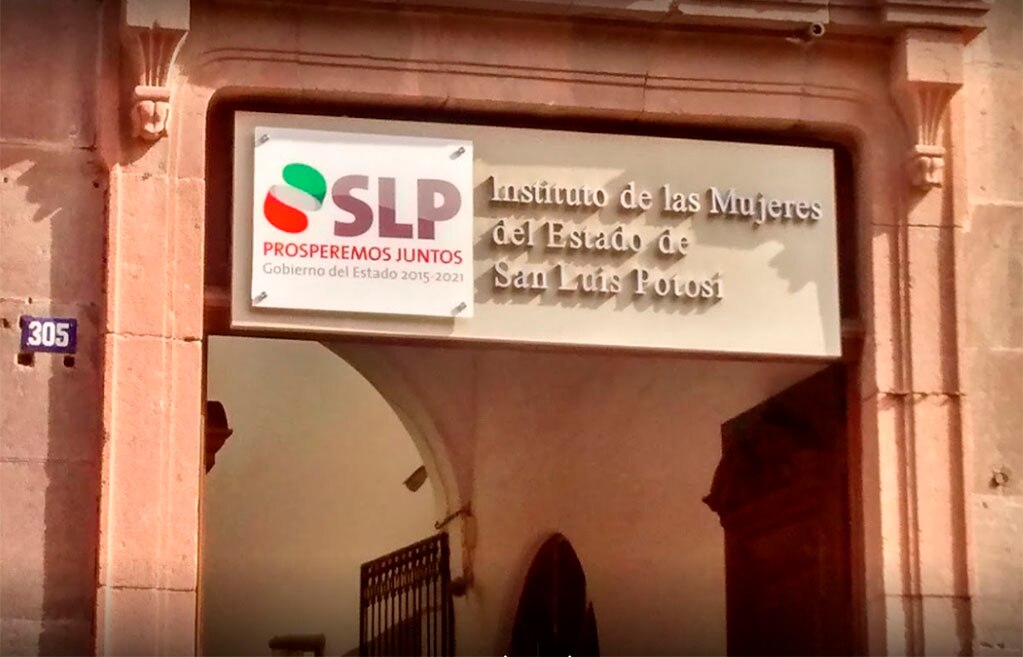 SLP
PROSPEREMOS JUNTOS
Gobierno del Estado 2015-2021
Instituto de las Mujeres
del Estado de
San Luis Potosí
305